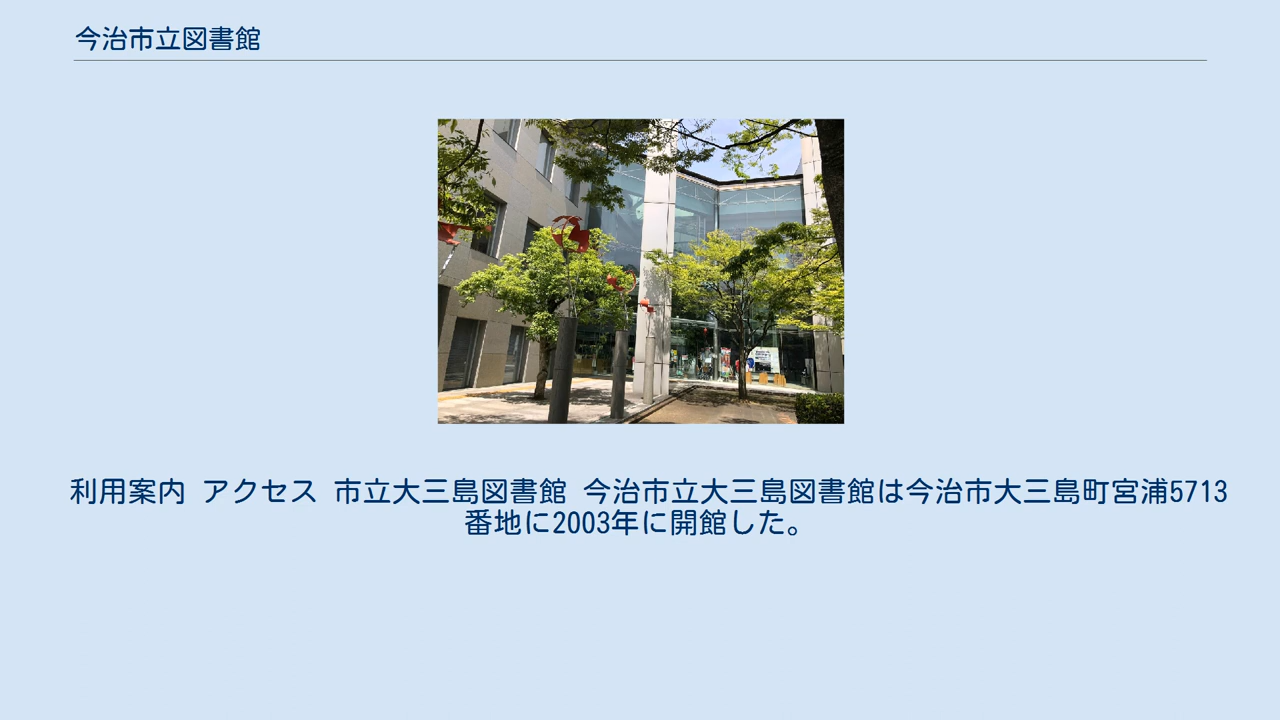 今治市立図書館
利用案内 アクセス 市立大三島図書館 今治市立大三島図書館は今治市大三島町宮浦5713
番地に2003年に開館した。